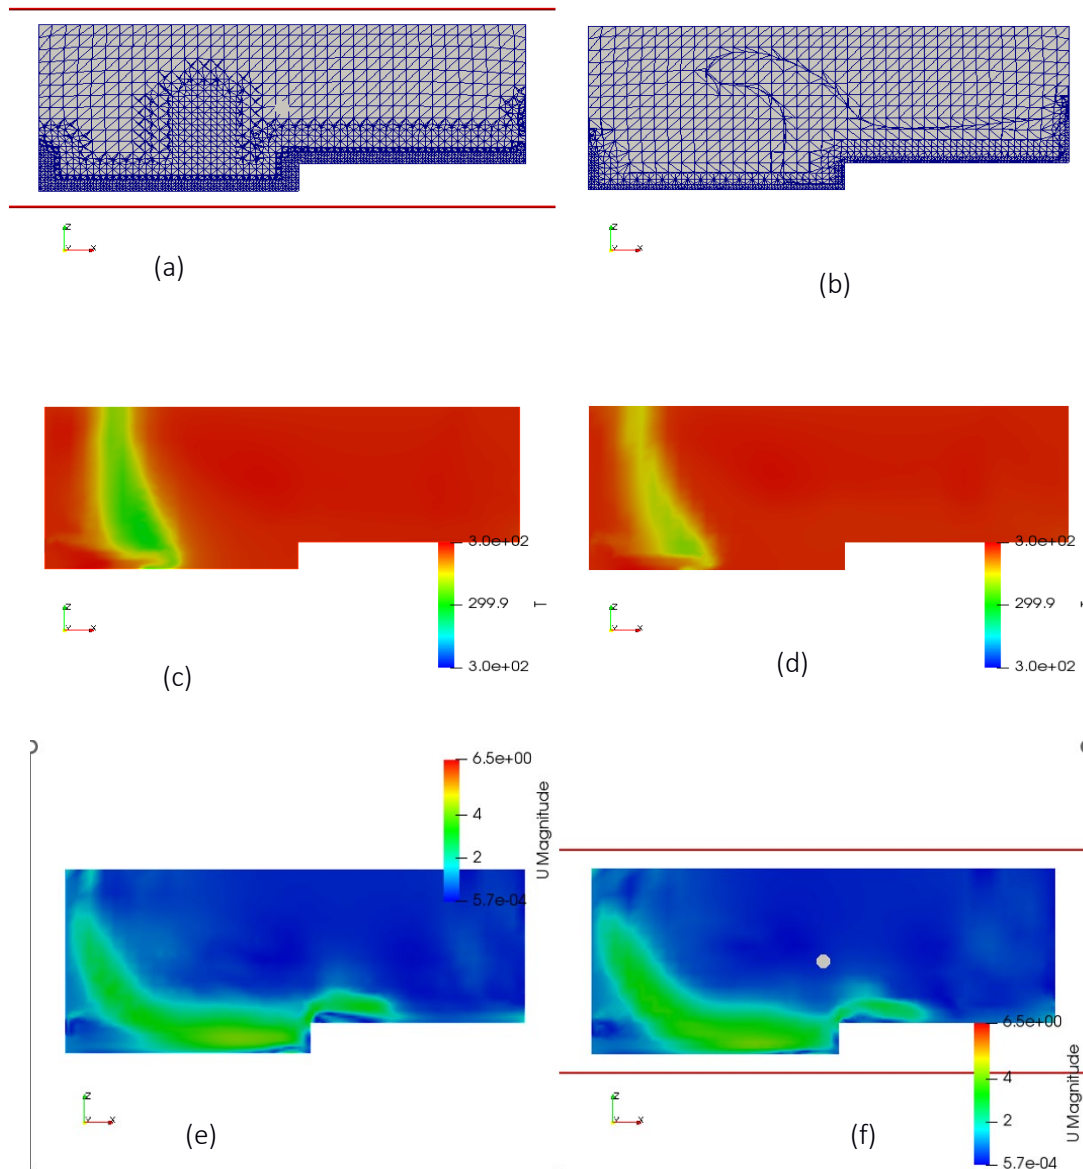 Z
Y X
(a)
Z
Y X
(b)
3.0e+02
299.9
T
3.0e+02
Z
Y X
(c)
3.0e+02
299.9
3.0e+02
Z
Y X
(d)
6.5e+00
4
2
5.7e-04
U Magnitude
Z
Y X
(e)
6.5e+00
4
2
5.7e-04
U Magnitude
Z
Y X
(f)